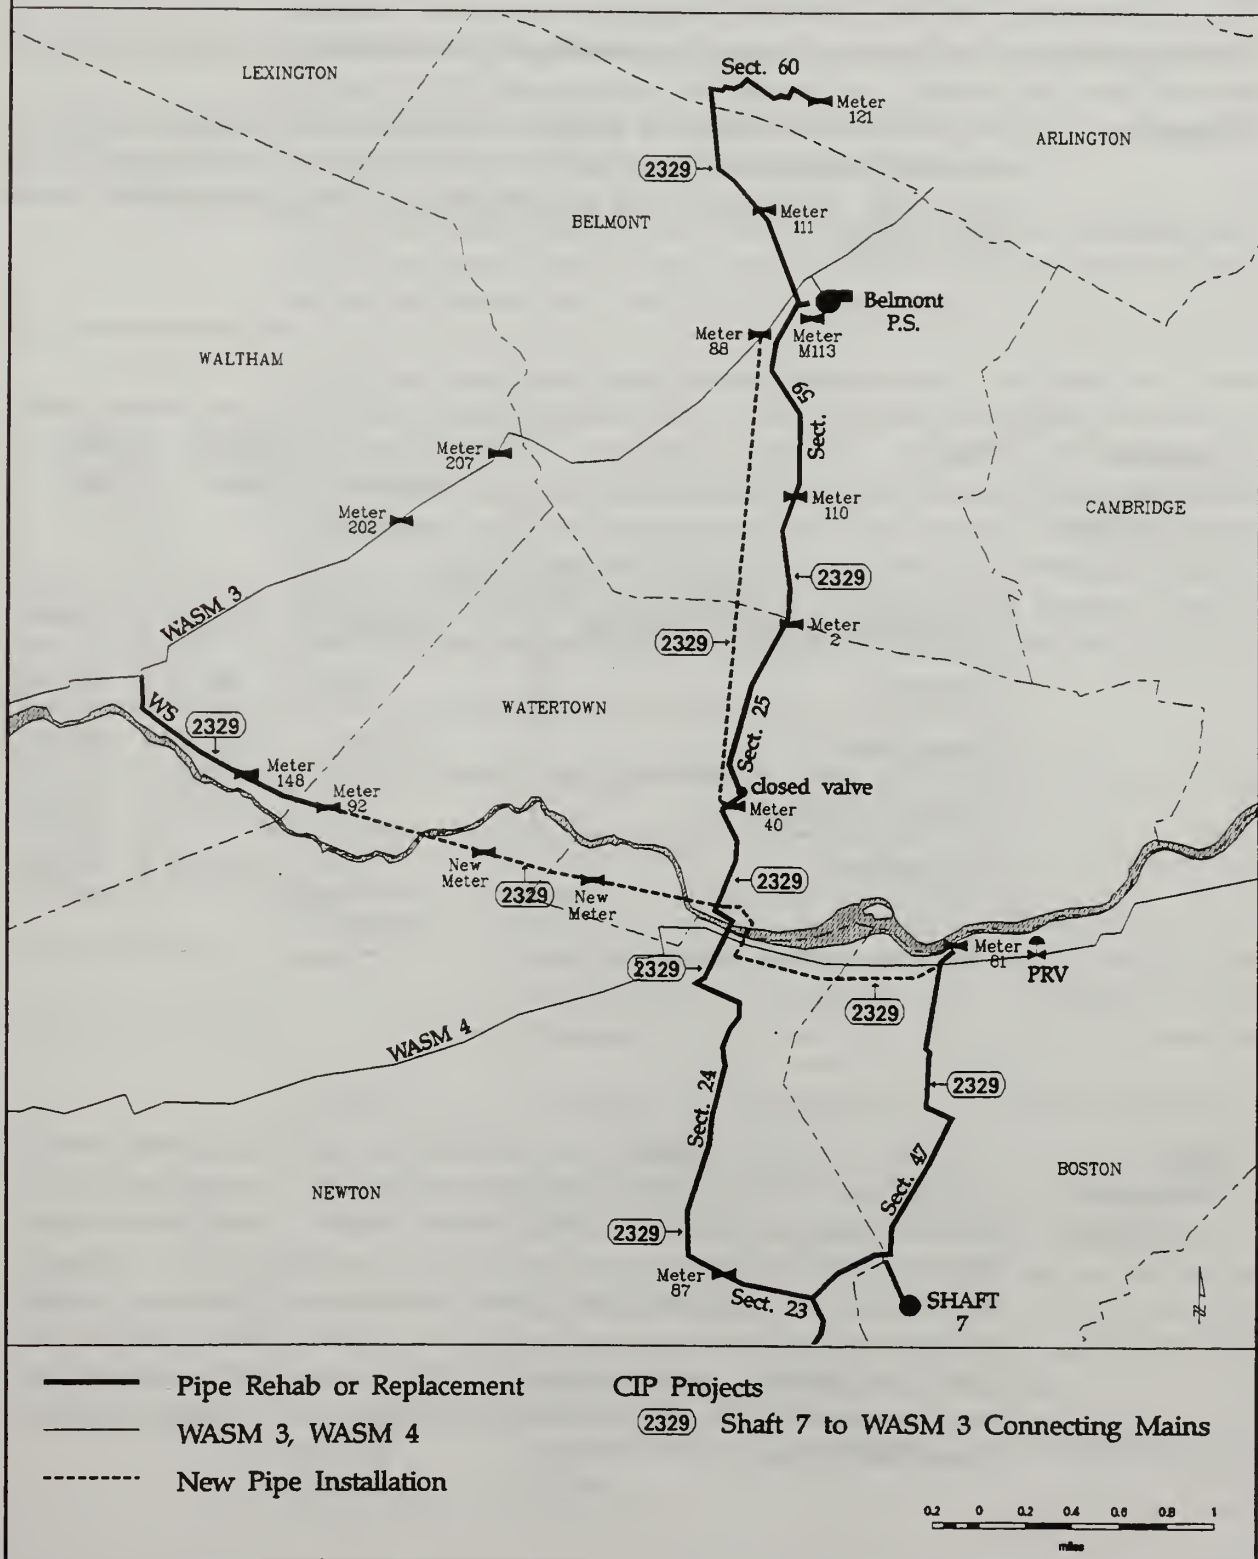 LEXINGTON
Sect. 60
Meter
121
ARLINGTON
2329
BELMONT
Meter
111
Belmont
P.S.
Meter
88
Meter
M113
WALTHAM
Sect. 59
Meter
207
Meter
202
Meter
110
CAMBRIDGE
2329
WASM 3
Meter
2
2329
WS
2329
WATERTOWN
Sect. 25
Meter
148
Meter
92
closed valve
Meter
40
New
Meter
2329
New
Meter
2329
2329
Meter
81
PRV
2329
WASM 4
2329
Sect. 24
Sect. 47
BOSTON
NEWTON
2329
Meter
87
Sect. 23
SHAFT
7
N
Pipe Rehab or Replacement
WASM 3, WASM 4
New Pipe Installation
CIP Projects
2329 Shaft 7 to WASM 3 Connecting Mains
0.2 0 0.2 0.4 0.6 0.8 1
miles